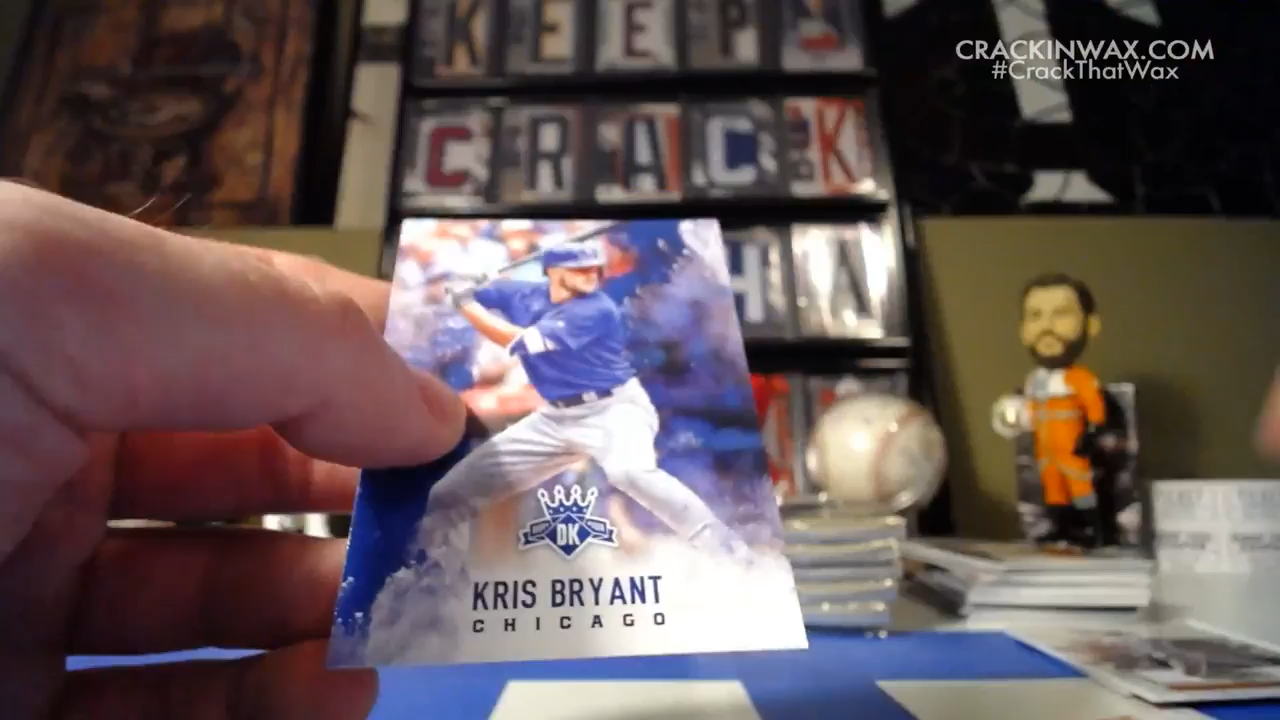 CRACKINWAX.COM
#CrackThatWax
KEEP
CRACK
H A
DK
KRIS BRYANT
CHICAGO